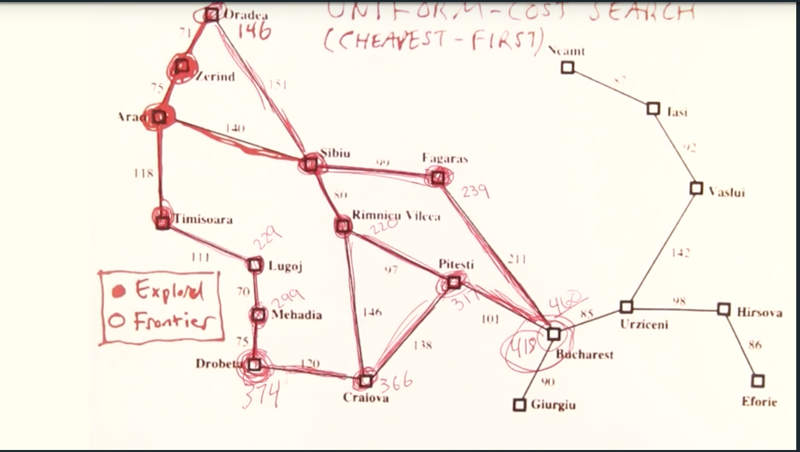 UNIFORM-COST SEARCH
(CHEAPEST-FIRST)
Oradea
146
71
Neamt
Zerind
87
151
75
Iasi
Arad
140
92
Sibiu
99
Fagaras
118
80
239
Vaslui
Rimnicu Vilcea
Timisoara
220
229
111
211
142
Lugoj
97
Pitesti
Explored
70
317
Frontier
299
Mehadia
146
101
460
85
98
Hirsova
Urziceni
75
138
418
Bucharest
86
Drobeta
120
366
90
374
Craiova
Giurgiu
Eforie